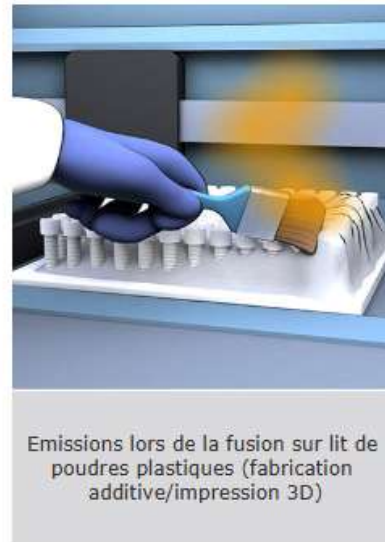 Emissions lors de la fusion sur lit de
poudres plastiques (fabrication
additive/impression 3D)